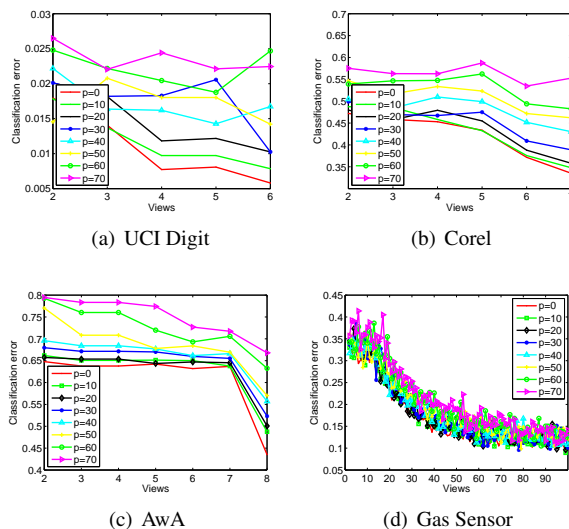 0.03
0.025
0.02
0.015
0.01
0.005
Classification error
p=0
p=10
p=20
p=30
p=40
p=50
p=60
p=70
2 3 4 5 6
Views
(a) UCI Digit
0.7
0.65
0.6
0.55
0.5
0.45
0.4
0.35
Classification error
p=0
p=10
p=20
p=30
p=40
p=50
p=60
p=70
2 3 4 5 6 7
Views
(b) Corel
0.8
0.75
0.7
0.65
0.6
0.55
0.5
0.45
0.4
Classification error
p=0
p=10
p=20
p=30
p=40
p=50
p=60
p=70
2 3 4 5 6 7 8
Views
(c) AwA
0.5
0.45
0.4
0.35
0.3
0.25
0.2
0.15
0.1
0.05
Classification error
p=0
p=10
p=20
p=30
p=40
p=50
p=60
p=70
0 10 20 30 40 50 60 70 80 90
Views
(d) Gas Sensor